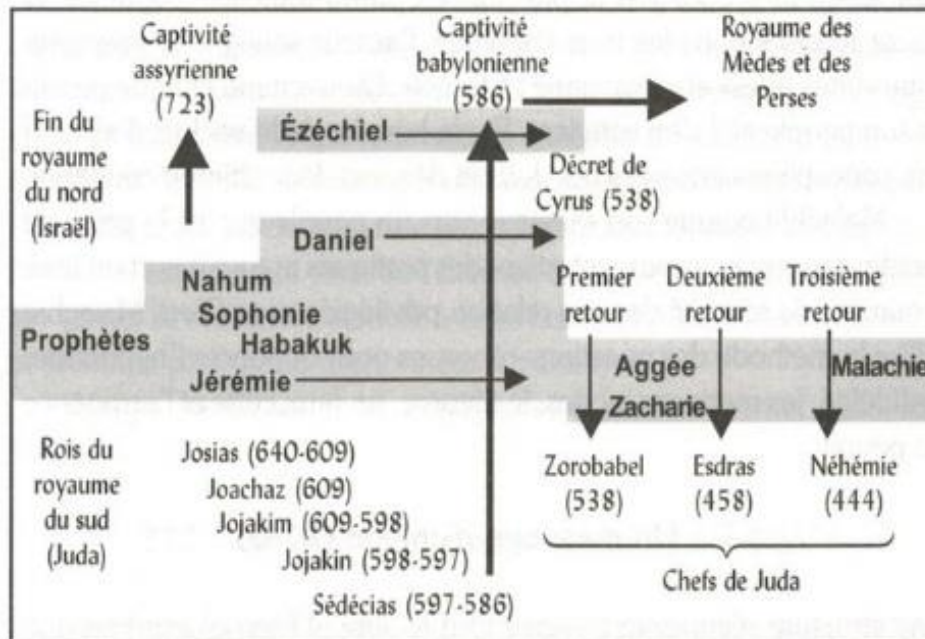 Captivité
assyrienne
(723)
Captivité
babylonienne
(586)
Royaume des
Mèdes et des
Perses
Fin du
royaume
du nord
(Israël)
Ézéchiel
Décret de
Cyrus (538)
Daniel
Prophètes
Nahum
Sophonie
Habakuk
Jérémie
Premier
retour
Deuxième
retour
Troisième
retour
Aggée
Zacharie
Malachie
Rois du
royaume
du sud
(Juda)
Josias (640-609)
Joachaz (609)
Jojakim (609-598)
Jojakin (598-597)
Sédécias (597-586)
Zorobabel
(538)
Esdras
(458)
Néhémie
(444)
Chefs de Juda